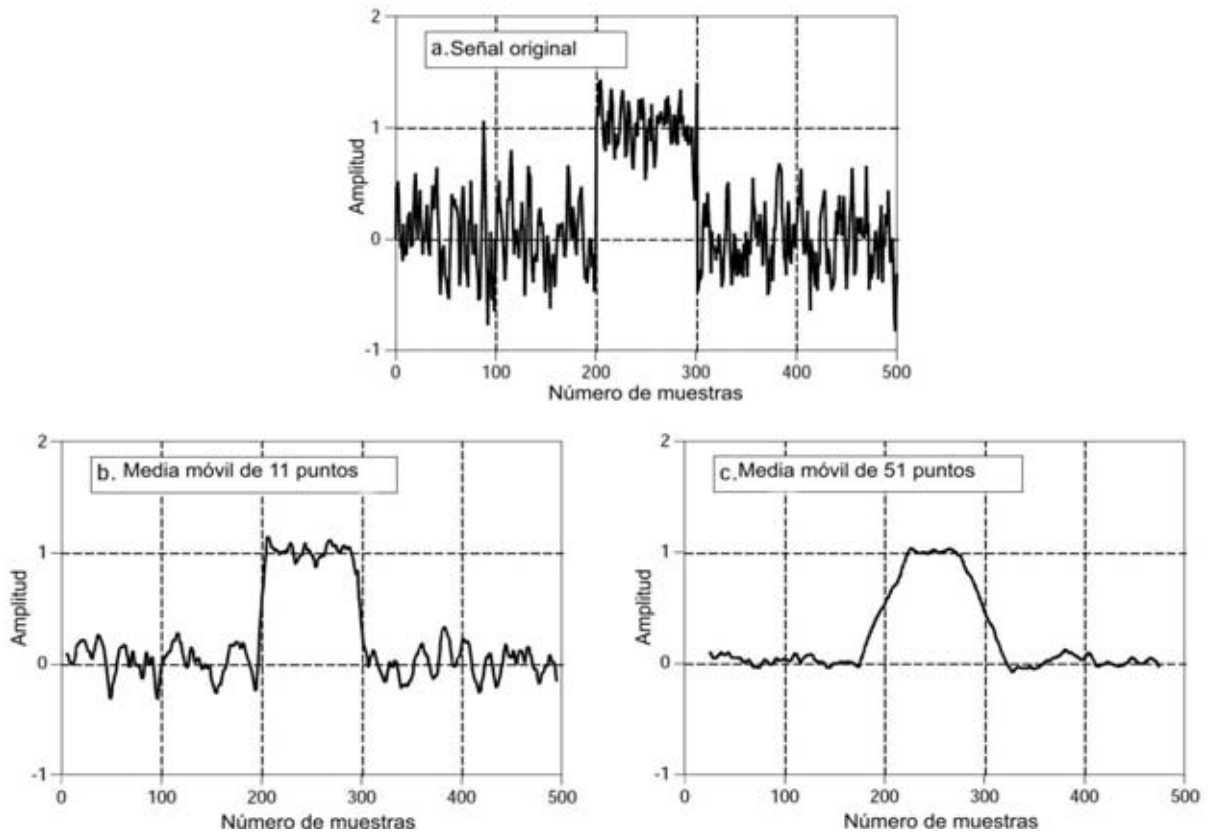 a. Señal original
Amplitud
2
1
0
-1
0 100 200 300 400 500
Número de muestras
b. Media móvil de 11 puntos
Amplitud
2
1
0
-1
0 100 200 300 400 500
Número de muestras
c. Media móvil de 51 puntos
Amplitud
2
1
0
-1
0 100 200 300 400 500
Número de muestras